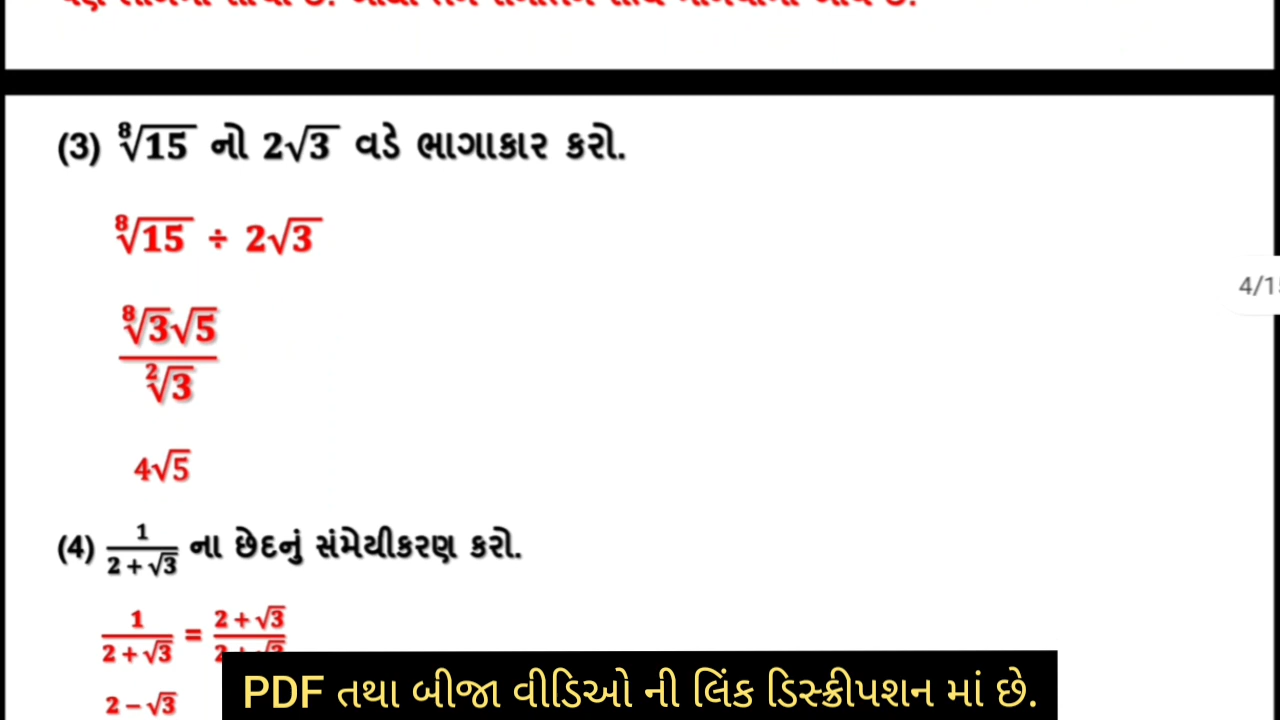 (3) ⁸√15 નો 2√3 વડે ભાગાકાર કરો.
⁸√15 ÷ 2√3
⁸√3√5
²√3
4√5
(4) 1/(2 + √3) ના છેદનું સંમેયીકરણ કરો.
1/(2 + √3) = (2 + √3)/
2 − √3
4/1
PDF તથા બીજા વીડિઓ ની લિંક ડિસ્ક્રીપશન માં છે.